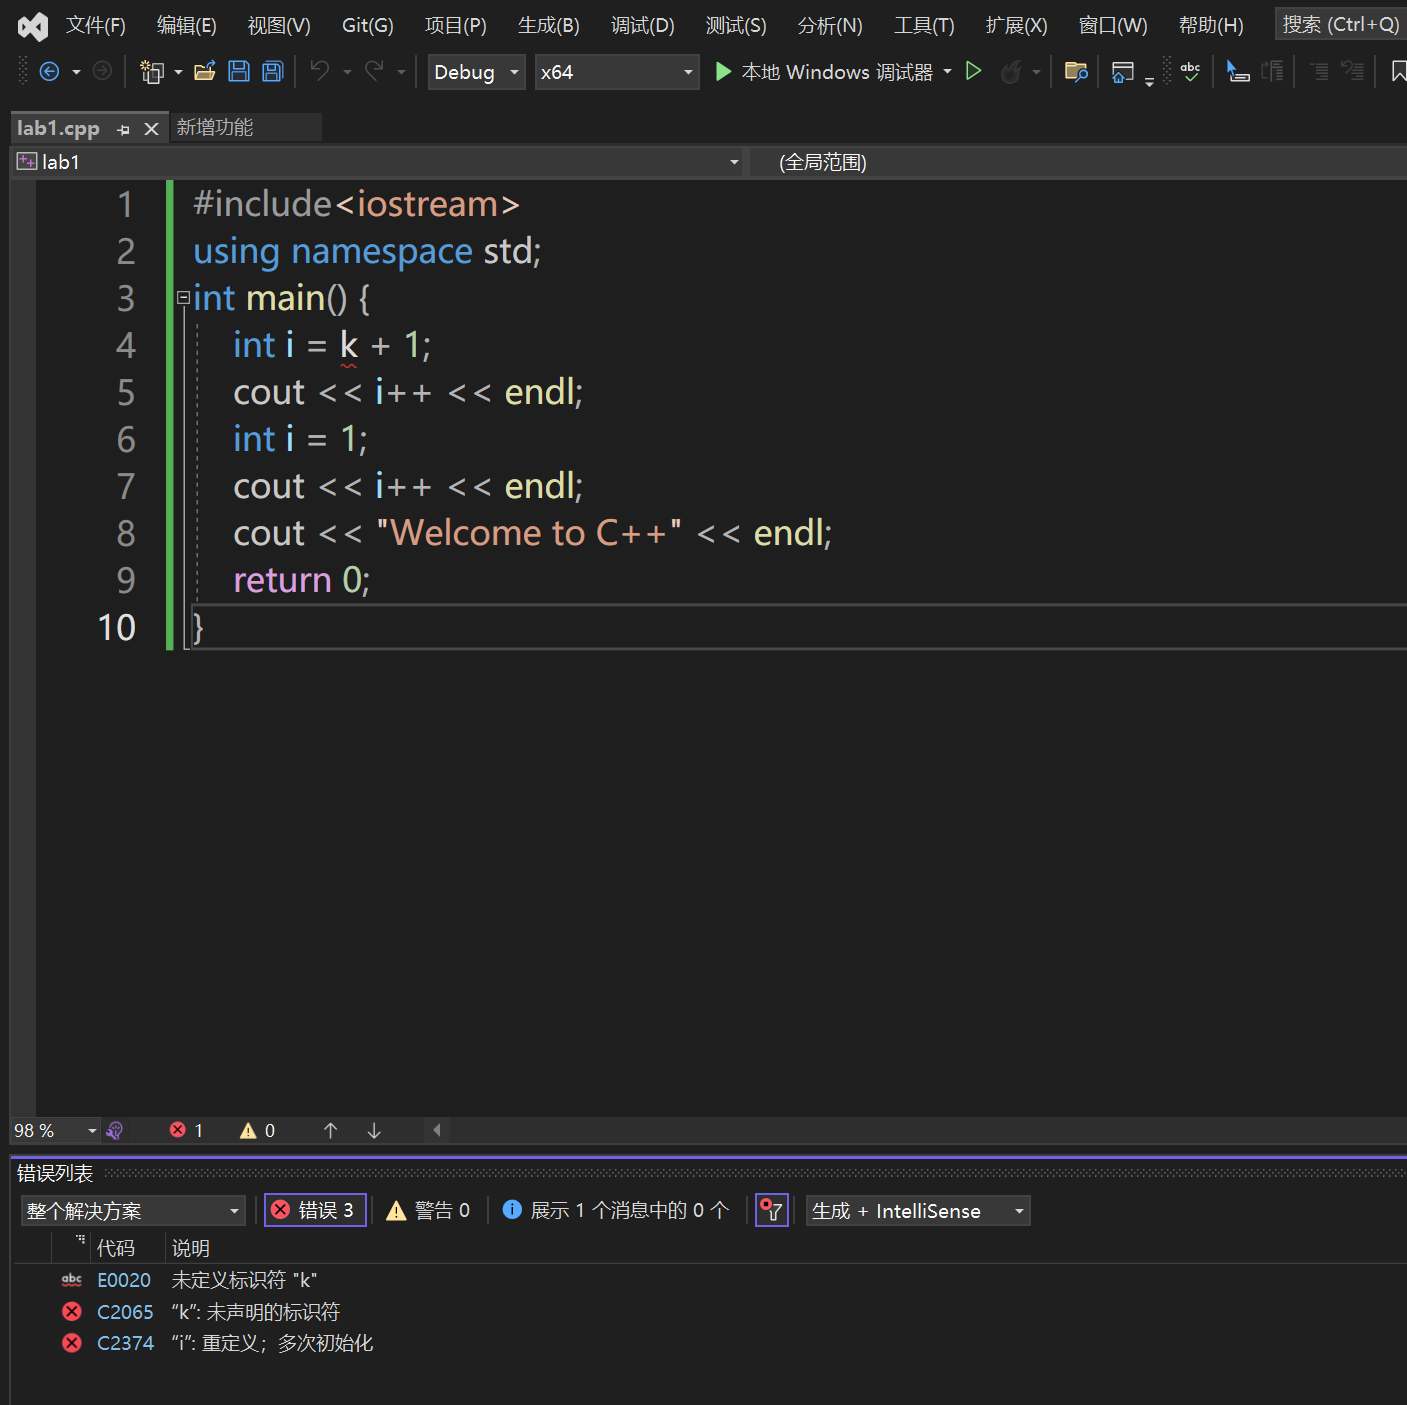 文件(F) 编辑(E) 视图(V) Git(G) 项目(P) 生成(B) 调试(D) 测试(S) 分析(N) 工具(T) 扩展(X) 窗口(W) 帮助(H) 搜索 (Ctrl+Q)
Debug x64 本地 Windows 调试器 abc
lab1.cpp 新增功能
lab1 (全局范围)
1 #include<iostream>
2 using namespace std;
3 int main() {
4 int i = k + 1;
5 cout << i++ << endl;
6 int i = 1;
7 cout << i++ << endl;
8 cout << "Welcome to C++" << endl;
9 return 0;
10 }
98 % 1 0
错误列表
整个解决方案 错误 3 警告 0 展示 1 个消息中的 0 个 生成 + IntelliSense
代码 说明
abc E0020 未定义标识符 "k"
C2065 “k”: 未声明的标识符
C2374 “i”: 重定义；多次初始化